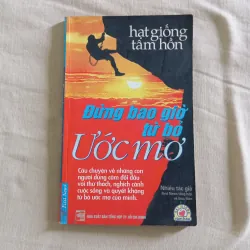 hạt giống
tâm hồn
Đừng bao giờ
từ bỏ
ƯỚC MƠ
Câu chuyện về những con
người dũng cảm đối đầu
với thử thách, nghịch cảnh
cuộc sống và quyết không
từ bỏ ước mơ của mình.
Nhiều tác giả
First News